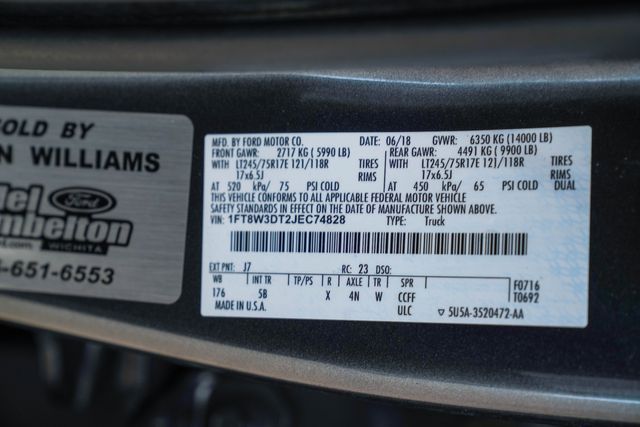 OLD BY
N WILLIAMS
del
Ford
mbelton
WICHITA
-651-6553
MFD. BY FORD MOTOR CO.
DATE: 06/18 GVWR: 6350 KG (14000 LB)
FRONT GAWR: 2717 KG ( 5990 LB)
REAR GAWR: 4491 KG ( 9900 LB)
WITH LT245/75R17E 121/118R TIRES
WITH LT245/75R17E 121/118R TIRES
17x6.5J RIMS
17x6.5J RIMS
AT 520 kPa/ 75 PSI COLD
AT 450 kPa/ 65 PSI COLD DUAL
THIS VEHICLE CONFORMS TO ALL APPLICABLE FEDERAL MOTOR VEHICLE
SAFETY STANDARDS IN EFFECT ON THE DATE OF MANUFACTURE SHOWN ABOVE.
VIN: 1FT8W3DT2JEC74828
TYPE: Truck
EXT PNT: J7 RC: 23 DSO:
WB INT TR TP/PS R AXLE TR SPR
176 5B X 4N W CCFF
ULC
F0716
T0692
MADE IN U.S.A.
▽ 5U5A-3520472-AA